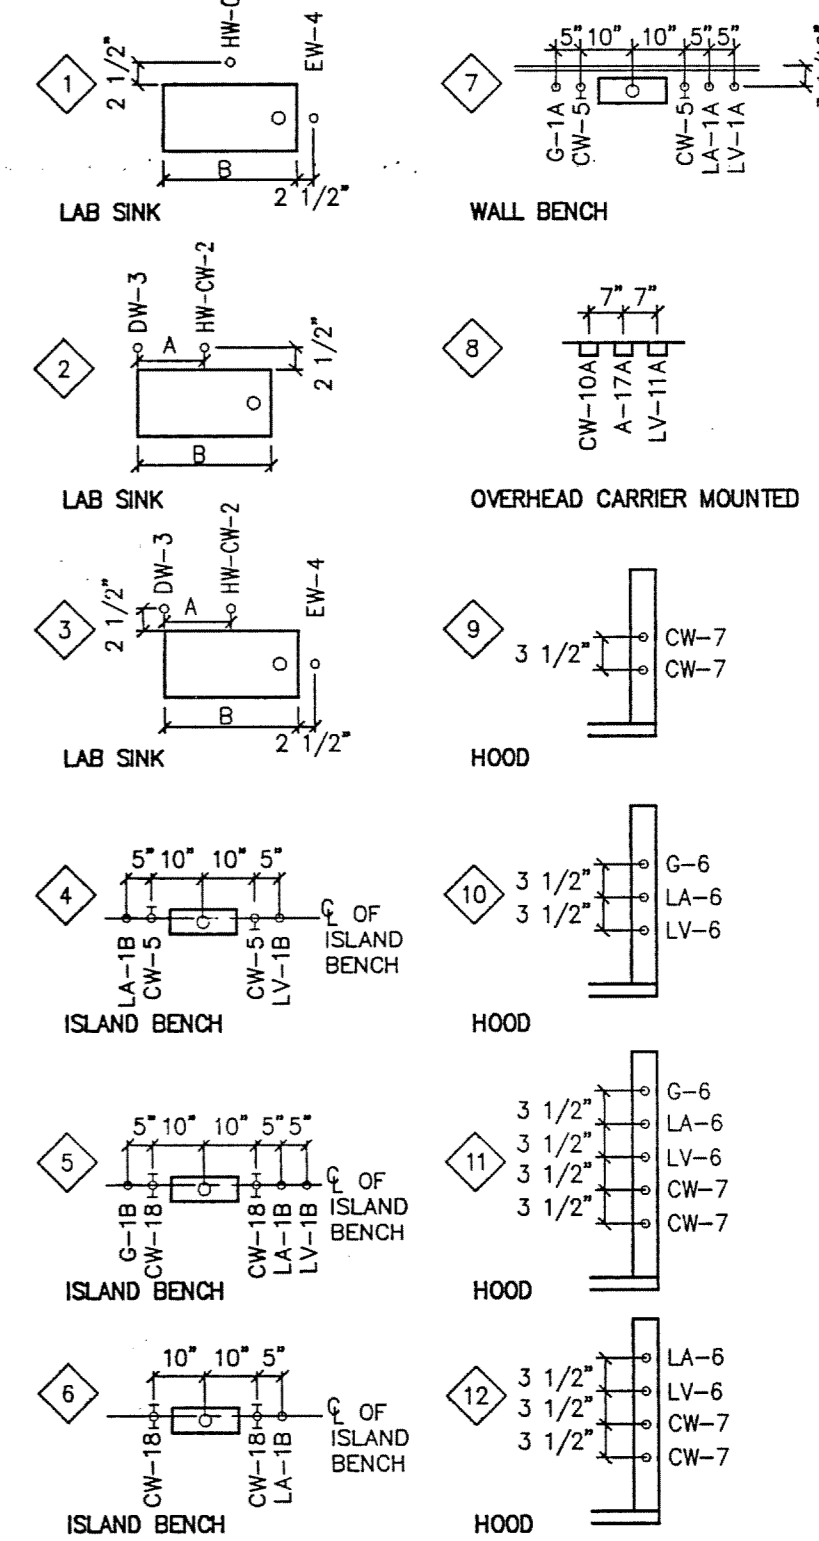 1
2 1/2"
EW-4
B
2 1/2"
LAB SINK
2
DW-3
HW-CW-2
A
2 1/2"
B
LAB SINK
3
2 1/2"
DW-3
A
HW-CW-2
EW-4
B
2 1/2"
LAB SINK
4
5" 10" 10" 5"
LA-1B
CW-5
CW-5
LV-1B
℄ OF
ISLAND
BENCH
ISLAND BENCH
5
5" 10" 10" 5" 5"
G-1B
CW-18
CW-18
LA-1B
LV-1B
℄ OF
ISLAND
BENCH
ISLAND BENCH
6
10" 10" 5"
CW-18
CW-18
LA-1B
℄ OF
ISLAND
BENCH
ISLAND BENCH
7
5" 10" 10" 5" 5"
G-1A
CW-5
CW-5
LA-1A
LV-1A
WALL BENCH
8
7" 7"
CW-10A
A-17A
LV-11A
OVERHEAD CARRIER MOUNTED
9
3 1/2"
CW-7
CW-7
HOOD
10
3 1/2"
3 1/2"
G-6
LA-6
LV-6
HOOD
11
3 1/2"
3 1/2"
3 1/2"
3 1/2"
G-6
LA-6
LV-6
CW-7
CW-7
HOOD
12
3 1/2"
3 1/2"
3 1/2"
LA-6
LV-6
CW-7
CW-7
HOOD